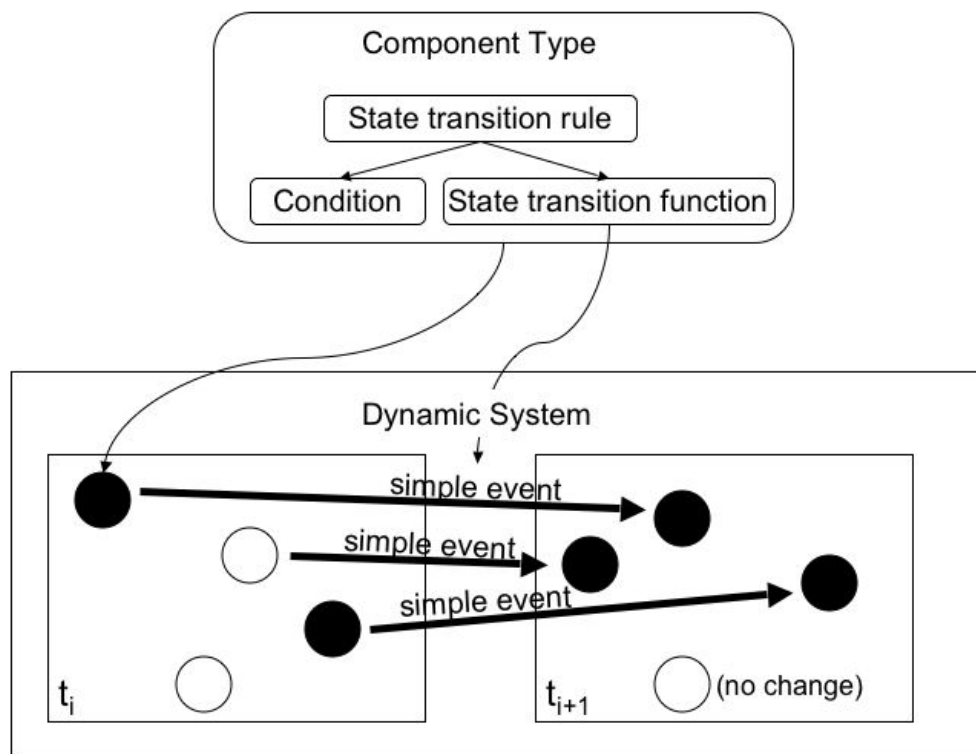 Component Type
State transition rule
Condition
State transition function
Dynamic System
simple event
simple event
simple event
tᵢ
tᵢ₊₁
(no change)